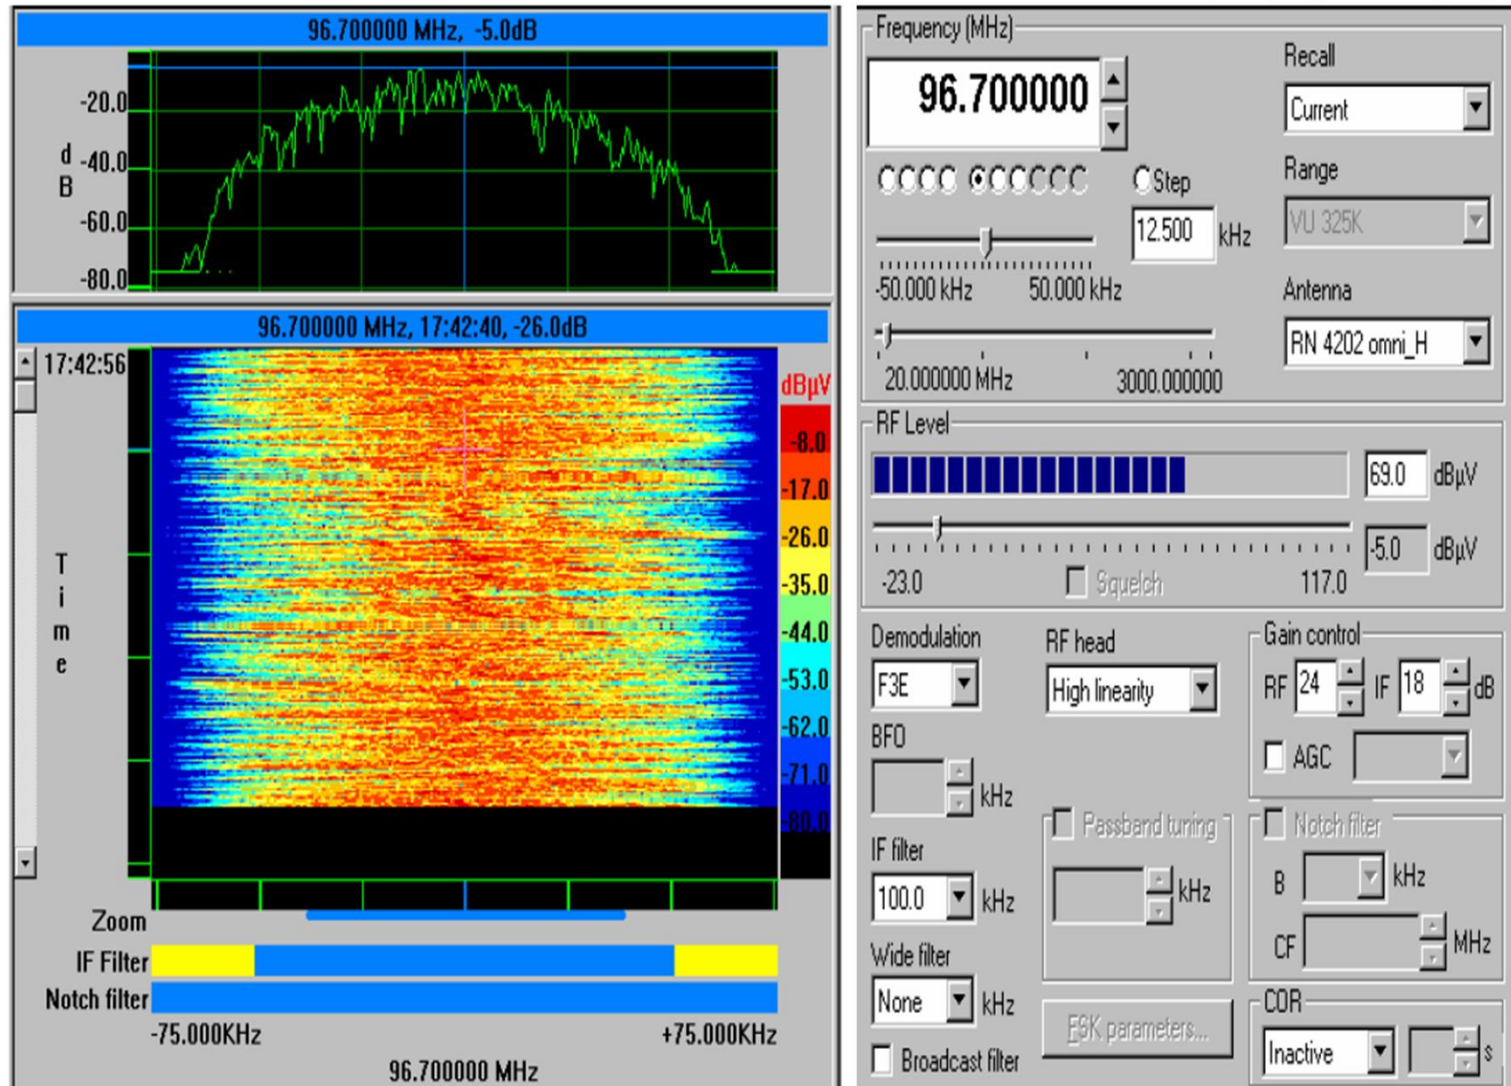 96.700000 MHz, -5.0dB
-20.0
d -40.0
B
-60.0
-80.0
96.700000 MHz, 17:42:40, -26.0dB
17:42:56
dBµV
-8.0
-17.0
-26.0
-35.0
-44.0
-53.0
-62.0
-71.0
-80.0
T
i
m
e
Zoom
IF Filter
Notch filter
-75.000KHz +75.000KHz
96.700000 MHz
Frequency (MHz)
96.700000
Recall
Current
Step
12.500 kHz
Range
VU 325K
-50.000 kHz 50.000 kHz
Antenna
RN 4202 omni_H
20.000000 MHz 3000.000000
RF Level
69.0 dBµV
-5.0 dBµV
-23.0 Squelch 117.0
Demodulation
F3E
RF head
High linearity
Gain control
RF 24 IF 18 dB
AGC
BFO
kHz
Passband tuning
kHz
Notch filter
B kHz
CF MHz
IF filter
100.0 kHz
Wide filter
None kHz
Broadcast filter
FSK parameters...
COR
Inactive s